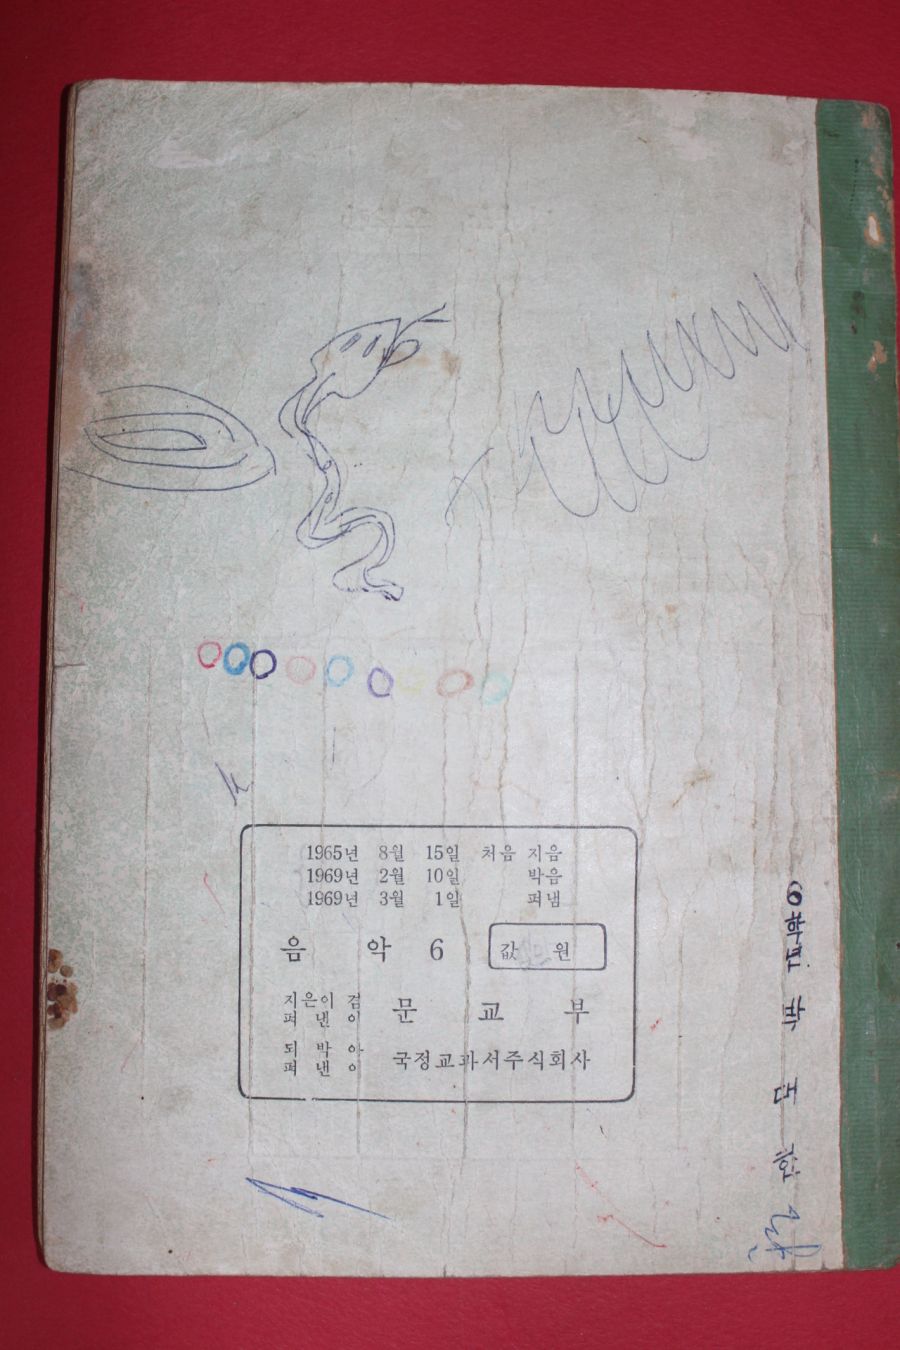 1965년 8월 15일 처음 지음
1969년 2월 10일 박음
1969년 3월 1일 펴냄
음 악 6 값 원
지은이 겸
펴 낸 이 문 교 부
되 박 아
펴 낸 이 국정교과서주식회사
6학년